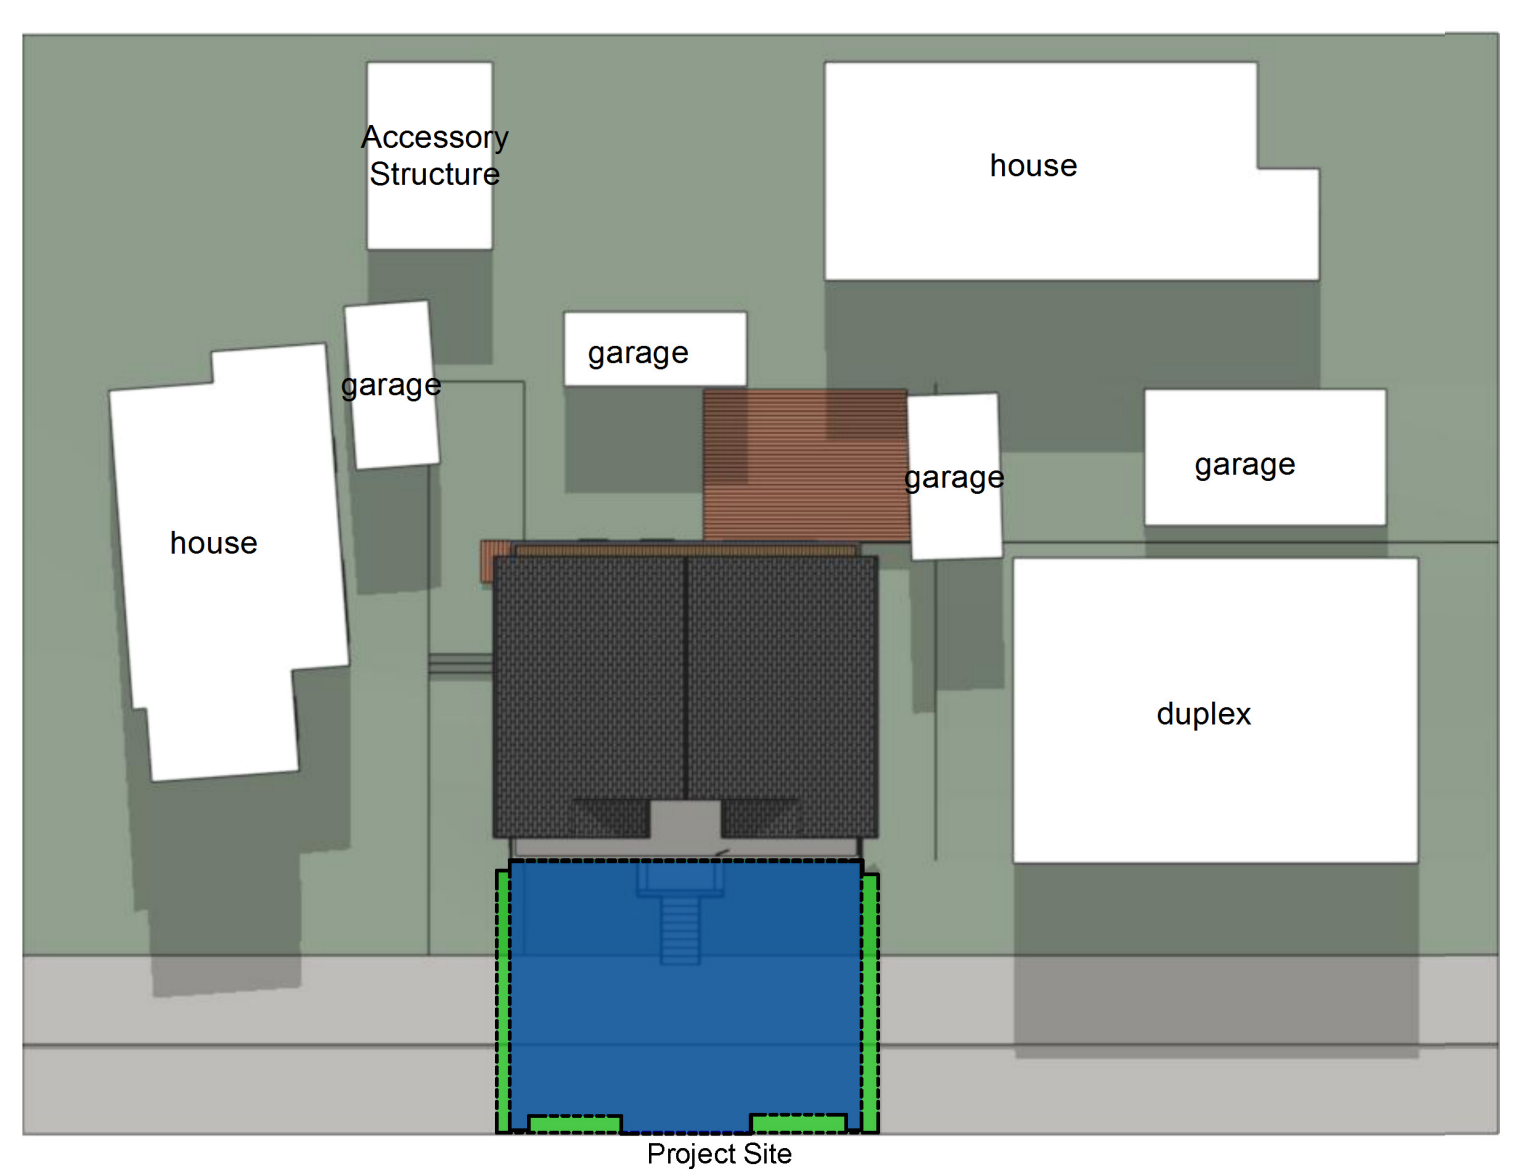 Accessory
Structure
house
garage
garage
garage
garage
house
duplex
Project Site